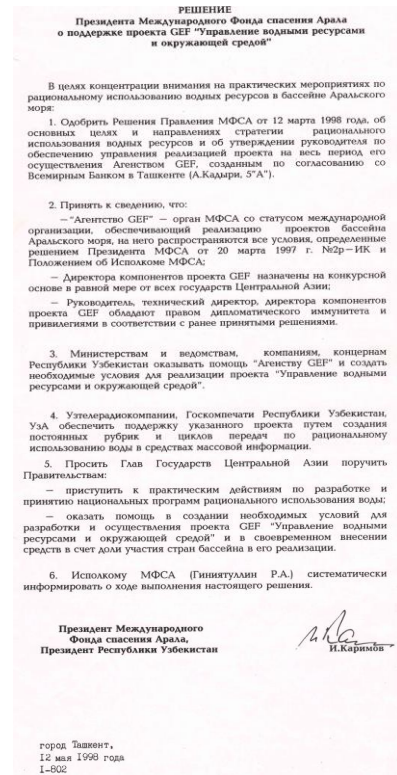 РЕШЕНИЕ
Президента Международного Фонда спасения Арала
о поддержке проекта GEF "Управление водными ресурсами
и окружающей средой"
В целях концентрации внимания на практических мероприятиях по
рациональному использованию водных ресурсов в бассейне Аральского
моря:
1. Одобрить Решения Правления МФСА от 12 марта 1998 года, об
основных целях и направлениях стратегии рационального
использования водных ресурсов и об утверждении руководителя по
обеспечению управления реализацией проекта на весь период его
осуществления Агенством GEF, созданным по согласованию со
Всемирным Банком в Ташкенте (А.Кадыри, 5"А").
2. Принять к сведению, что:
—"Агентство GEF" — орган МФСА со статусом международной
организации, обеспечивающий реализацию проектов бассейна
Аральского моря, на него распространяются все условия, определенные
решением Президента МФСА от 20 марта 1997 г. №2р—ИК и
Положением об Исполкоме МФСА;
— Директора компонентов проекта GEF назначены на конкурсной
основе в равной мере от всех государств Центральной Азии;
— Руководитель, технический директор, директора компонентов
проекта GEF обладают правом дипломатического иммунитета и
привилегиями в соответствии с ранее принятыми решениями.
3. Министерствам и ведомствам, компаниям, концернам
Республики Узбекистан оказывать помощь "Агенству GEF" и создать
необходимые условия для реализации проекта "Управление водными
ресурсами и окружающей средой".
4. Узтелерадиокомпании, Госкомпечати Республики Узбекистан,
УзА обеспечить поддержку указанного проекта путем создания
постоянных рубрик и циклов передач по рациональному
использованию воды в средствах массовой информации.
5. Просить Глав Государств Центральной Азии поручить
Правительствам:
— приступить к практическим действиям по разработке и
принятию национальных программ рационального использования воды;
— оказать помощь в создании необходимых условий для
разработки и осуществления проекта GEF "Управление водными
ресурсами и окружающей средой" и в своевременном внесении
средств в счет доли участия стран бассейна в его реализации.
6. Исполкому МФСА (Гиниятуллин Р.А.) систематически
информировать о ходе выполнения настоящего решения.
Президент Международного
Фонда спасения Арала,
Президент Республики Узбекистан
И.Каримов
город Ташкент,
I2 мая I998 года
I-802